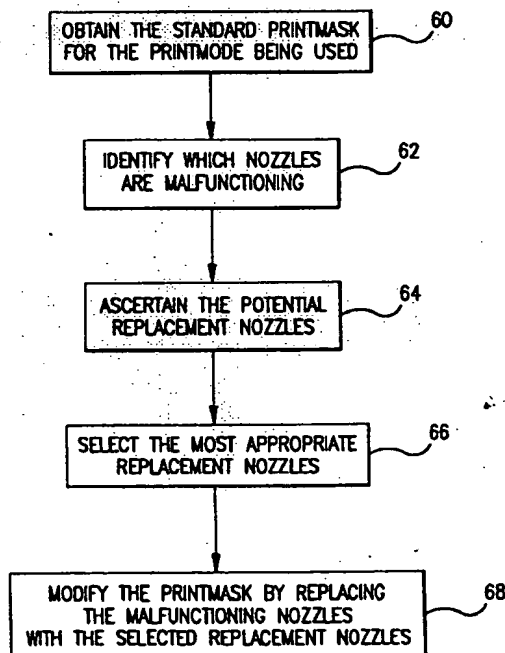 OBTAIN THE STANDARD PRINTMASK
FOR THE PRINTMODE BEING USED
60
IDENTIFY WHICH NOZZLES
ARE MALFUNCTIONING
62
ASCERTAIN THE POTENTIAL
REPLACEMENT NOZZLES
64
SELECT THE MOST APPROPRIATE
REPLACEMENT NOZZLES
66
MODIFY THE PRINTMASK BY REPLACING
THE MALFUNCTIONING NOZZLES
WITH THE SELECTED REPLACEMENT NOZZLES
68